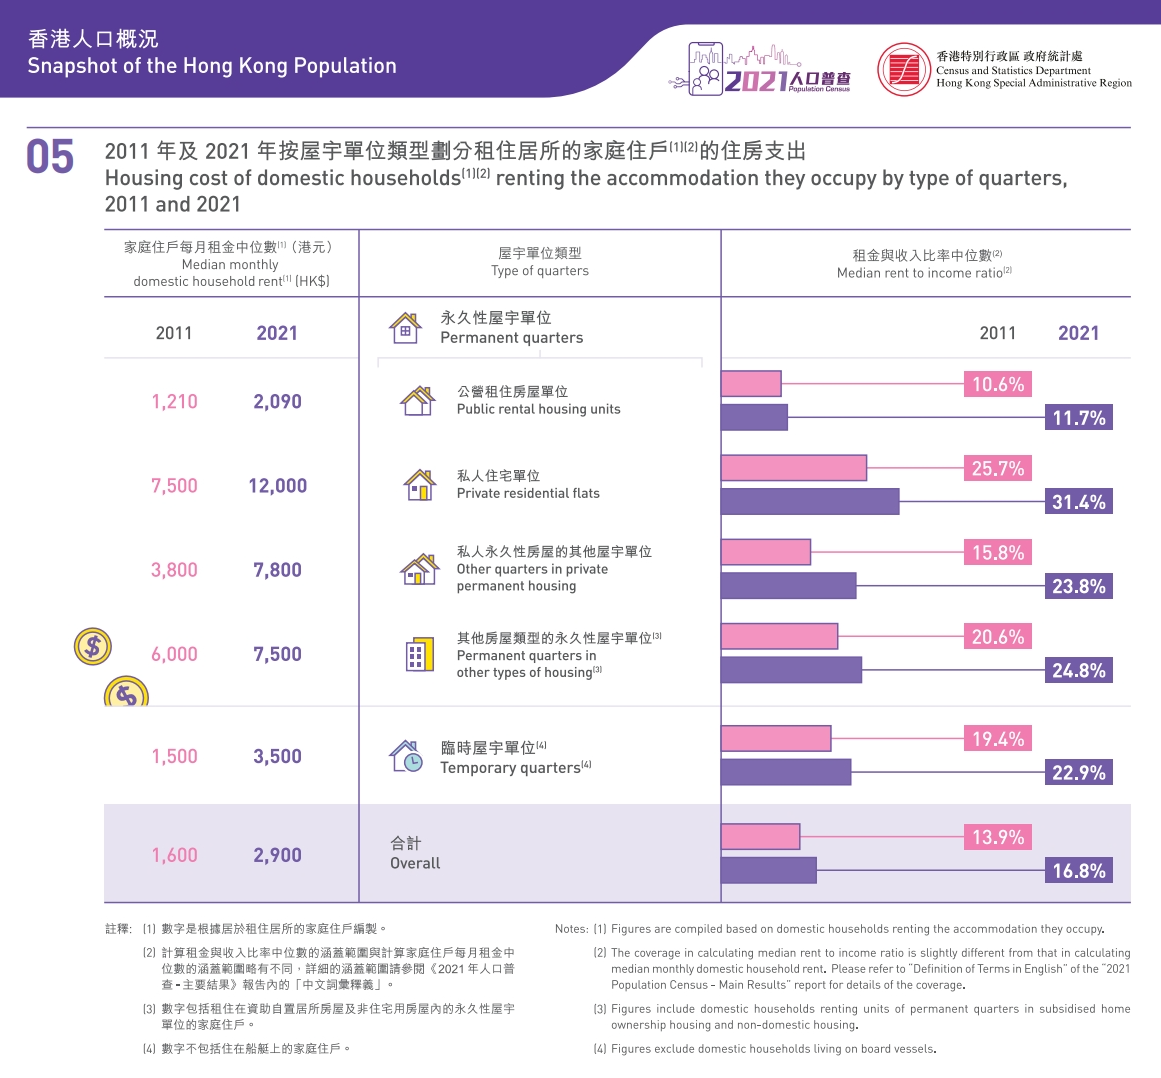 香港人口概況
Snapshot of the Hong Kong Population
2021人口普查
Population Census
香港特別行政區 政府統計處
Census and Statistics Department
Hong Kong Special Administrative Region
05
2011 年及 2021 年按屋宇單位類型劃分租住居所的家庭住戶(1)(2)的住房支出
Housing cost of domestic households(1)(2) renting the accommodation they occupy by type of quarters,
2011 and 2021
家庭住戶每月租金中位數(1)（港元）
Median monthly
domestic household rent(1) (HK$)
屋宇單位類型
Type of quarters
租金與收入比率中位數(2)
Median rent to income ratio(2)
2011
2021
永久性屋宇單位
Permanent quarters
2011
2021
1,210
2,090
公營租住房屋單位
Public rental housing units
10.6%
11.7%
7,500
12,000
私人住宅單位
Private residential flats
25.7%
31.4%
3,800
7,800
私人永久性房屋的其他屋宇單位
Other quarters in private
permanent housing
15.8%
23.8%
$
$
6,000
7,500
其他房屋類型的永久性屋宇單位(3)
Permanent quarters in
other types of housing(3)
20.6%
24.8%
1,500
3,500
臨時屋宇單位(4)
Temporary quarters(4)
19.4%
22.9%
1,600
2,900
合計
Overall
13.9%
16.8%
註釋: (1) 數字是根據居於租住居所的家庭住戶編製。
(2) 計算租金與收入比率中位數的涵蓋範圍與計算家庭住戶每月租金中
位數的涵蓋範圍略有不同，詳細的涵蓋範圍請參閱《2021 年人口普
查 - 主要結果》報告內的「中文詞彙釋義」。
(3) 數字包括租住在資助自置居所房屋及非住宅用房屋內的永久性屋宇
單位的家庭住戶。
(4) 數字不包括住在船艇上的家庭住戶。
Notes: (1) Figures are compiled based on domestic households renting the accommodation they occupy.
(2) The coverage in calculating median rent to income ratio is slightly different from that in calculating
median monthly domestic household rent. Please refer to "Definition of Terms in English" of the "2021
Population Census - Main Results" report for details of the coverage.
(3) Figures include domestic households renting units of permanent quarters in subsidised home
ownership housing and non-domestic housing.
(4) Figures exclude domestic households living on board vessels.